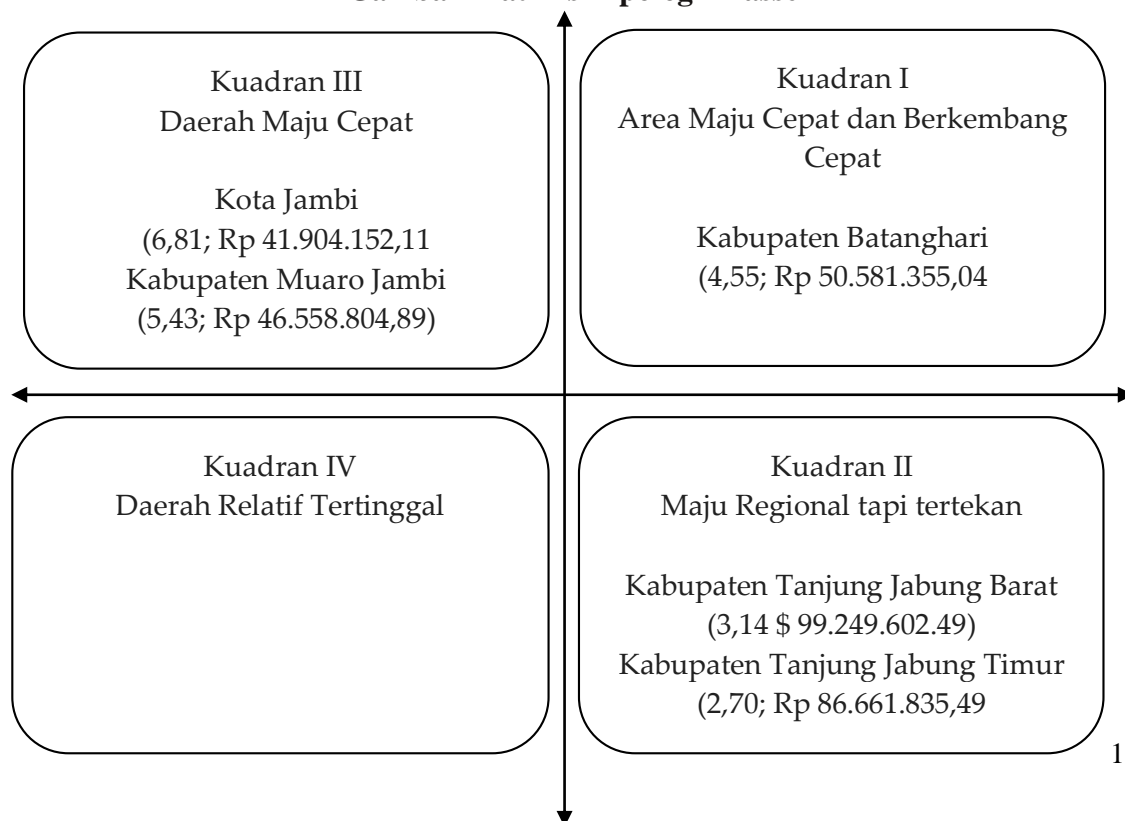 Kuadran III
Daerah Maju Cepat
Kota Jambi
(6,81; Rp 41.904.152,11
Kabupaten Muaro Jambi
(5,43; Rp 46.558.804,89)
Kuadran I
Area Maju Cepat dan Berkembang
Cepat
Kabupaten Batanghari
(4,55; Rp 50.581.355,04
Kuadran IV
Daerah Relatif Tertinggal
Kuadran II
Maju Regional tapi tertekan
Kabupaten Tanjung Jabung Barat
(3,14 $ 99.249.602.49)
Kabupaten Tanjung Jabung Timur
(2,70; Rp 86.661.835,49
1